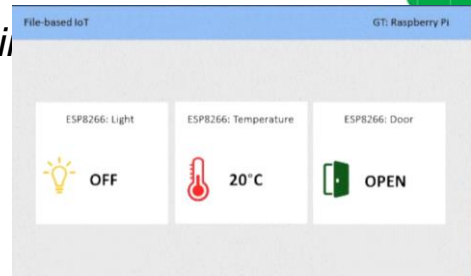 File-based IoT GT: Raspberry Pi
ESP8266: Light ESP8266: Temperature ESP8266: Door
OFF 20°C OPEN